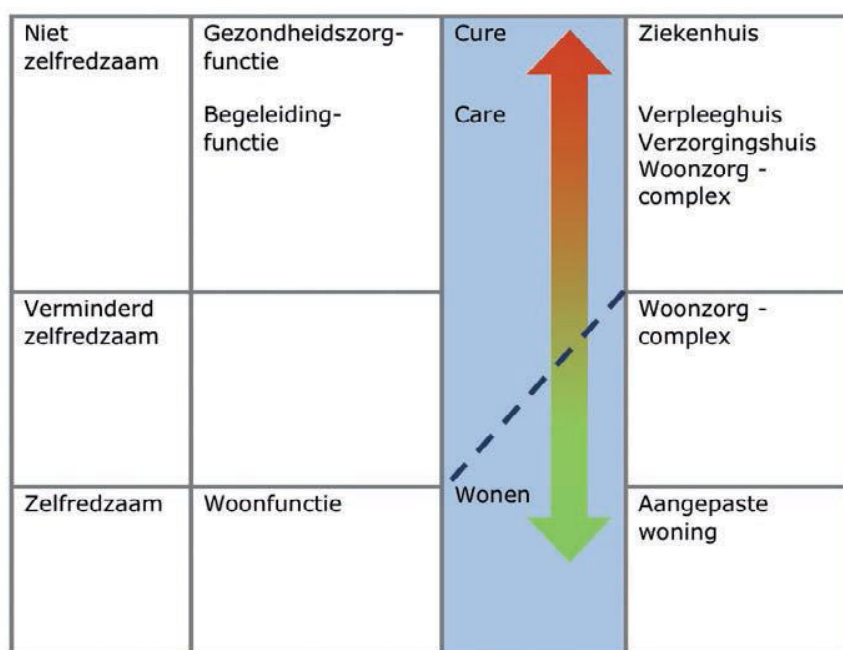 Niet
zelfredzaam
Gezondheidszorg-
functie
Begeleiding-
functie
Cure
Care
Ziekenhuis
Verpleeghuis
Verzorgingshuis
Woonzorg -
complex
Verminderd
zelfredzaam
Woonzorg -
complex
Zelfredzaam
Woonfunctie
Wonen
Aangepaste
woning